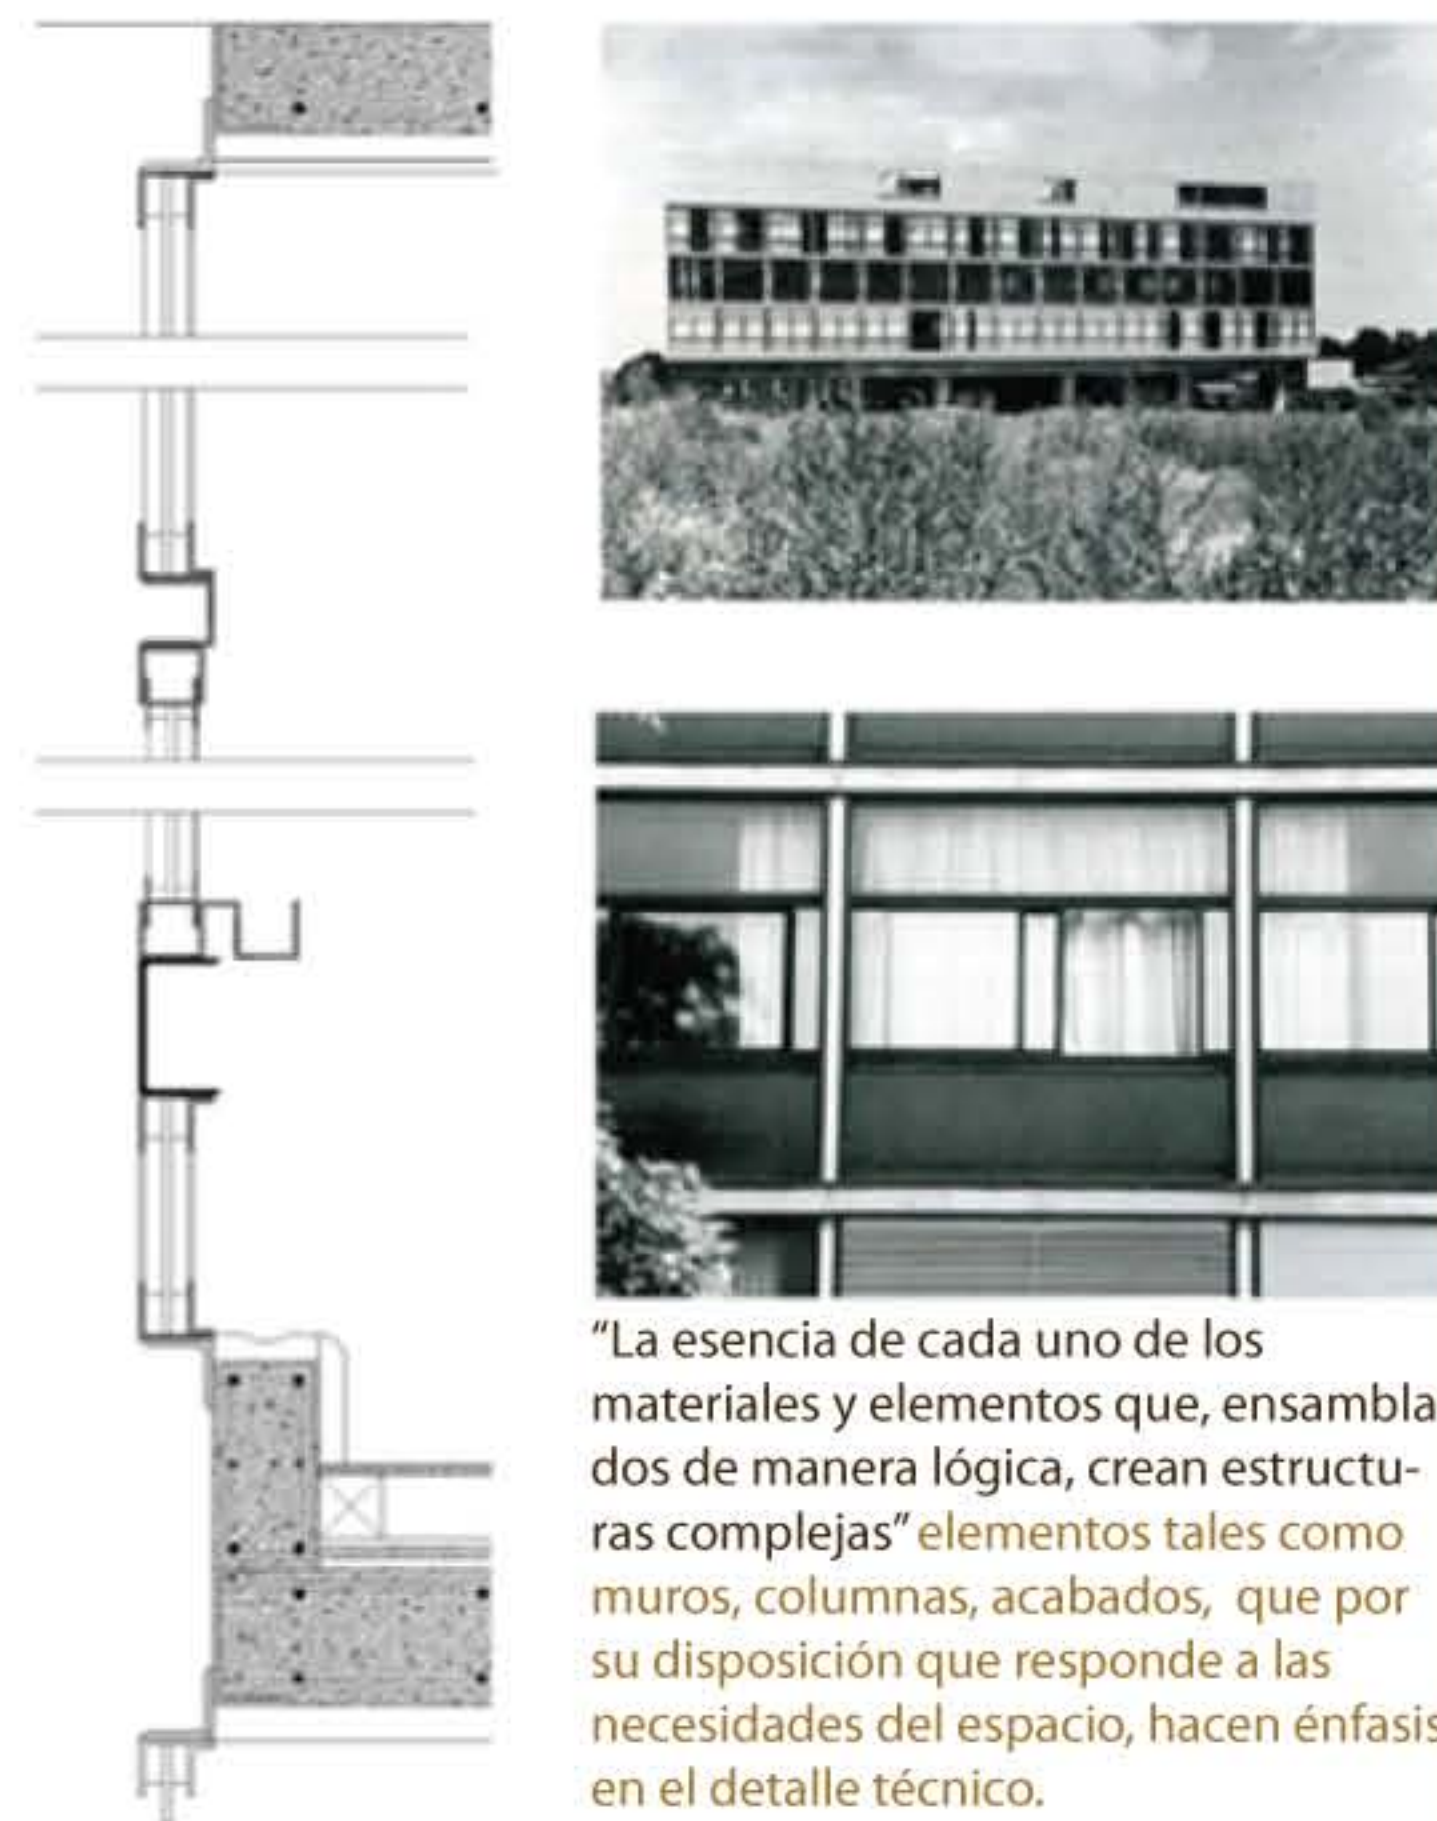 “La esencia de cada uno de los
materiales y elementos que, ensambla
dos de manera lógica, crean estructu-
ras complejas” elementos tales como
muros, columnas, acabados, que por
su disposición que responde a las
necesidades del espacio, hacen énfasis
en el detalle técnico.